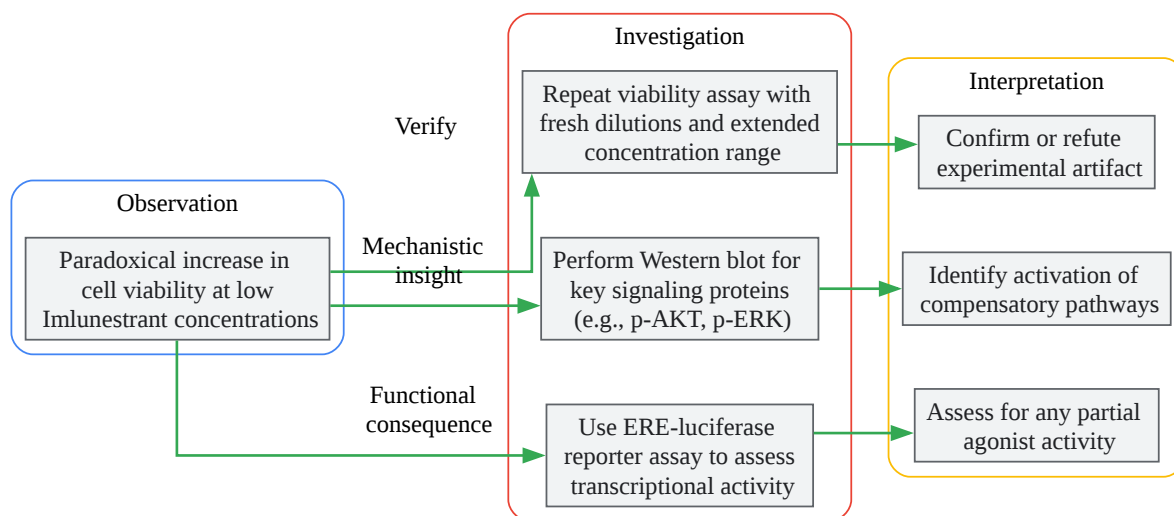 Observation
Paradoxical increase in
cell viability at low
Imlunestrant concentrations
Verify
Mechanistic
insight
Functional
consequence
Investigation
Repeat viability assay with
fresh dilutions and extended
concentration range
Perform Western blot for
key signaling proteins
(e.g., p-AKT, p-ERK)
Use ERE-luciferase
reporter assay to assess
transcriptional activity
Interpretation
Confirm or refute
experimental artifact
Identify activation of
compensatory pathways
Assess for any partial
agonist activity